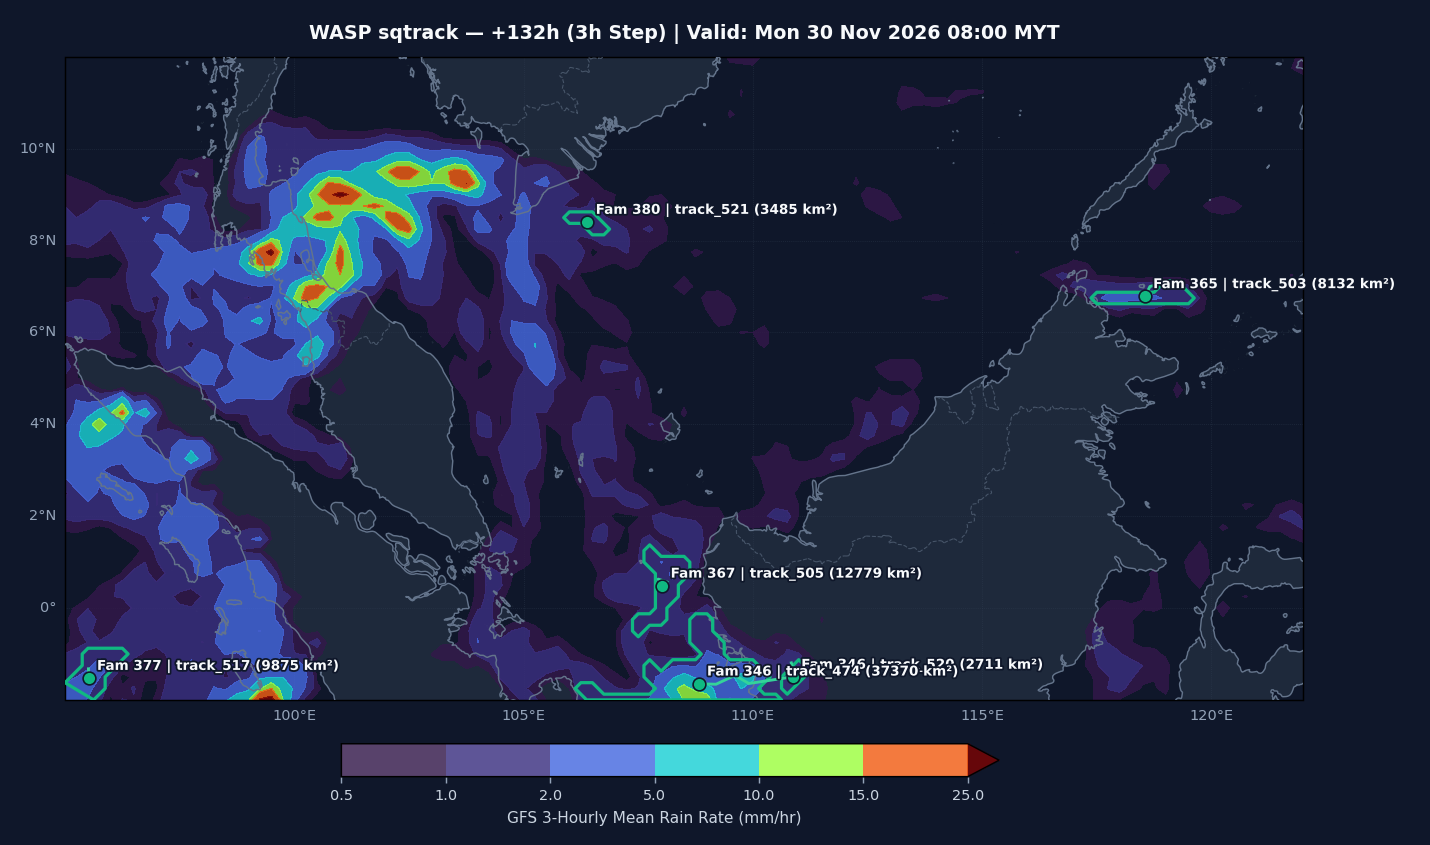 WASP sqtrack — +132h (3h Step) | Valid: Mon 30 Nov 2026 08:00 MYT
10°N
8°N
6°N
4°N
2°N
0°
Fam 380 | track_521 (3485 km²)
Fam 365 | track_503 (8132 km²)
Fam 367 | track_505 (12779 km²)
Fam 377 | track_517 (9875 km²)
Fam 346 | track_520 (2711 km²)
Fam 346 | track_474 (37370 km²)
100°E
105°E
110°E
115°E
120°E
0.5
1.0
2.0
5.0
10.0
15.0
25.0
GFS 3-Hourly Mean Rain Rate (mm/hr)